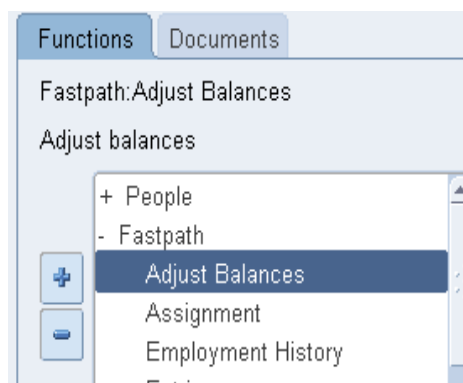 Functions Documents
Fastpath:Adjust Balances
Adjust balances
+ People
- Fastpath
Adjust Balances
Assignment
Employment History